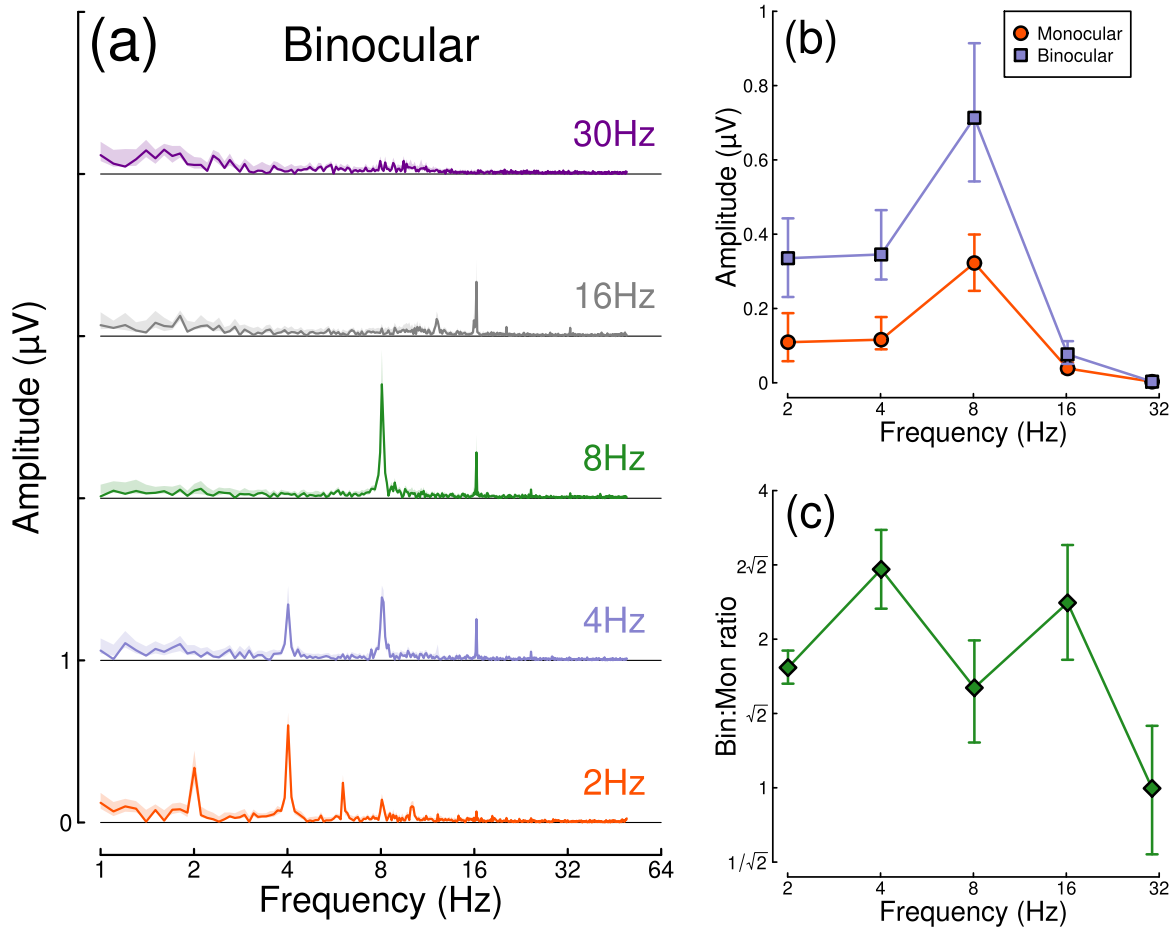 (a)
Binocular
30Hz
16Hz
8Hz
4Hz
2Hz
Amplitude (µV)
1
0
1 2 4 8 16 32 64
Frequency (Hz)
(b)
Monocular
Binocular
Amplitude (µV)
1
0.8
0.6
0.4
0.2
0
2 4 8 16 32
Frequency (Hz)
(c)
Bin:Mon ratio
4
2√2
2
√2
1
1/√2
2 4 8 16 32
Frequency (Hz)